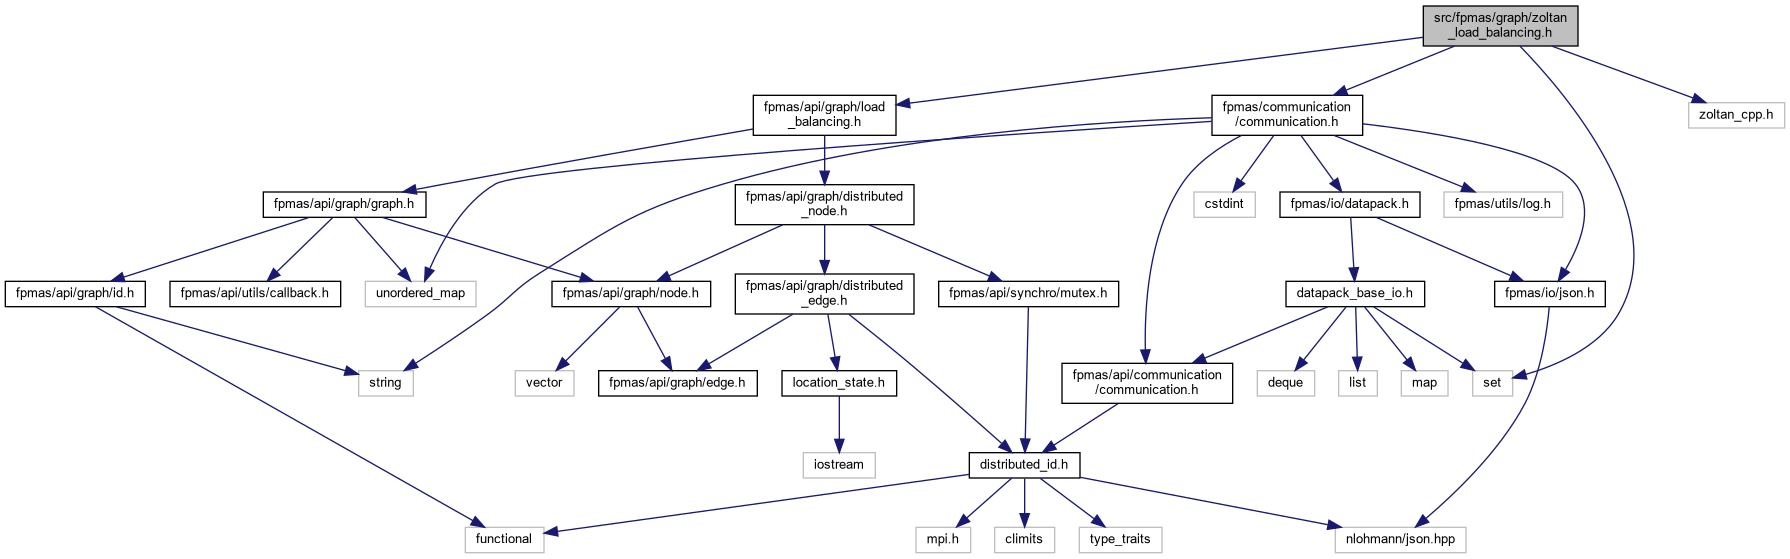 src/fpmas/graph/zoltan
_load_balancing.h
fpmas/api/graph/load
_balancing.h
fpmas/communication
/communication.h
zoltan_cpp.h
fpmas/api/graph/graph.h
fpmas/api/graph/distributed
_node.h
cstdint
fpmas/io/datapack.h
fpmas/utils/log.h
fpmas/api/graph/id.h
fpmas/api/utils/callback.h
unordered_map
fpmas/api/graph/node.h
fpmas/api/graph/distributed
_edge.h
fpmas/api/synchro/mutex.h
datapack_base_io.h
fpmas/io/json.h
string
vector
fpmas/api/graph/edge.h
location_state.h
fpmas/api/communication
/communication.h
deque
list
map
set
iostream
distributed_id.h
functional
mpi.h
climits
type_traits
nlohmann/json.hpp